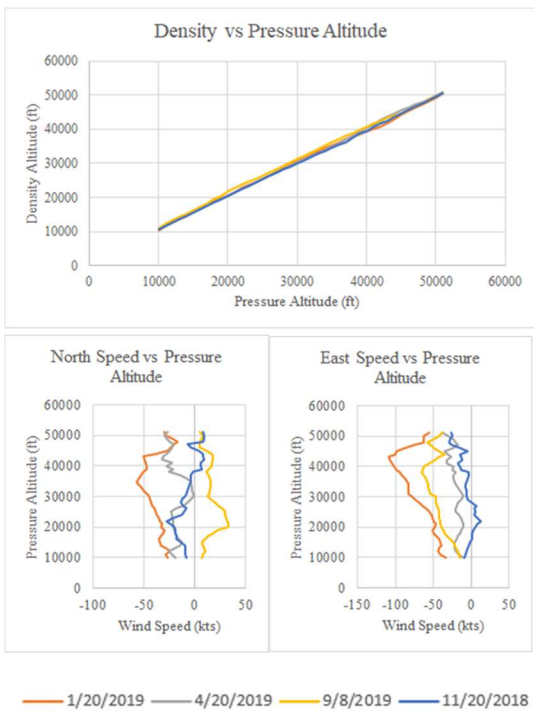 Density vs Pressure Altitude
60000
50000
40000
30000
20000
10000
0
Density Altitude (ft)
0 10000 20000 30000 40000 50000 60000
Pressure Altitude (ft)
North Speed vs Pressure
Altitude
60000
50000
40000
30000
20000
10000
0
Pressure Altitude (ft)
-100 -50 0 50
Wind Speed (kts)
East Speed vs Pressure
Altitude
60000
50000
40000
30000
20000
10000
0
Pressure Altitude (ft)
-150 -100 -50 0 50
Wind Speed (kts)
1/20/2019 4/20/2019 9/8/2019 11/20/2018